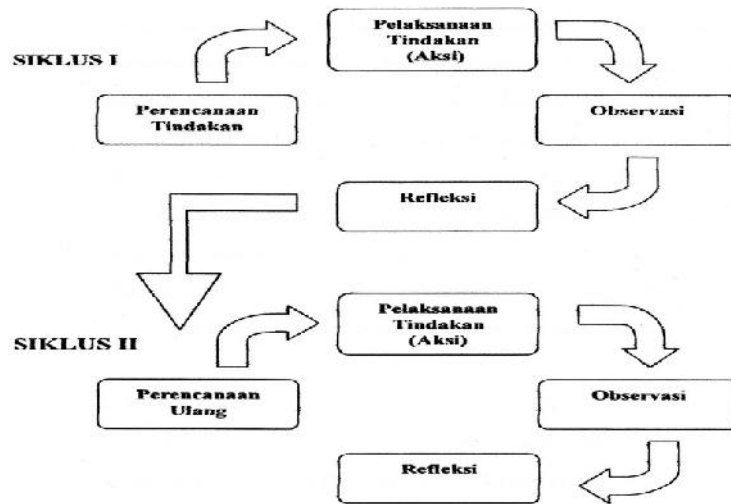 SIKLUS I
Pelaksanaan
Tindakan
(Aksi)
Perencanaan
Tindakan
Observasi
Refleksi
SIKLUS II
Pelaksanaan
Tindakan
(Aksi)
Perencanaan
Ulang
Observasi
Refleksi